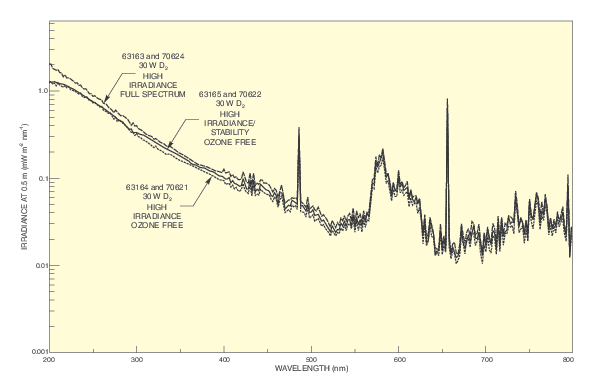 63163 and 70624
30 W D2
HIGH
IRRADIANCE
FULL SPECTRUM
63165 and 70622
30 W D2
HIGH
IRRADIANCE/
STABILITY
OZONE FREE
63164 and 70621
30 W D2
HIGH
IRRADIANCE
OZONE FREE
IRRADIANCE AT 0.5 m (mW m-2 nm-1)
1.0
0.1
0.01
0.001
200 300 400 500 600 700 800
WAVELENGTH (nm)